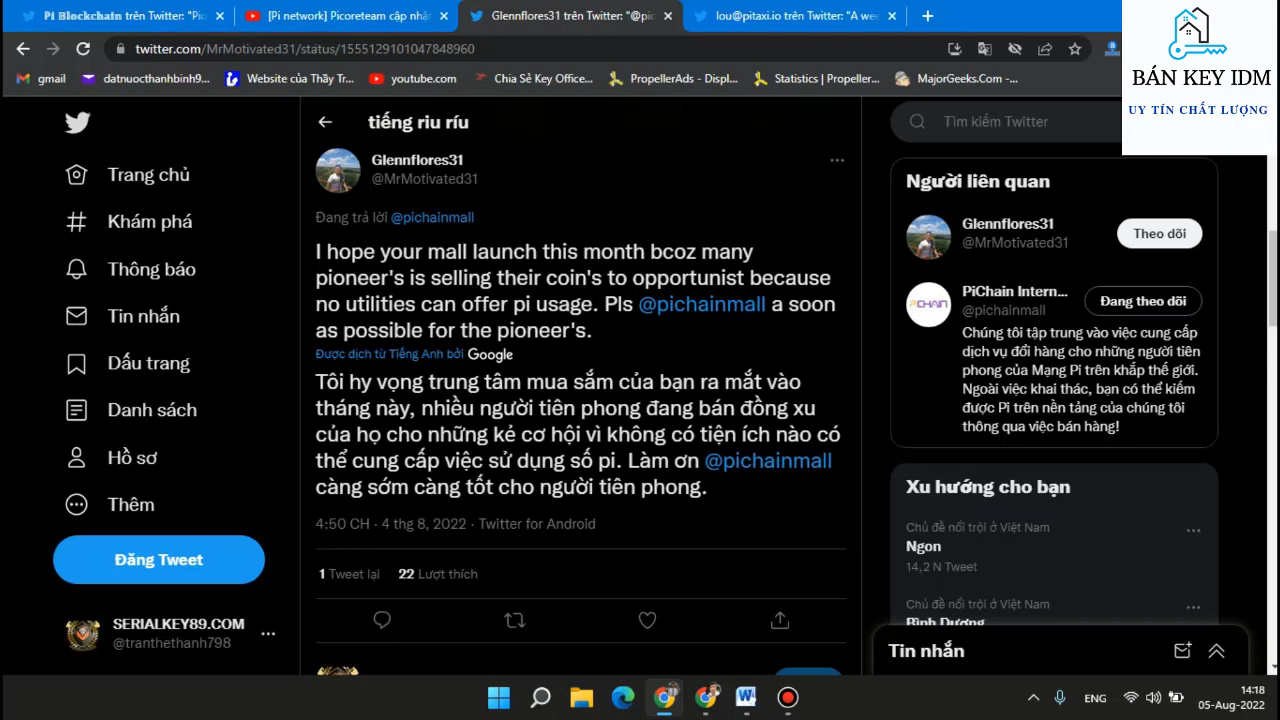 Pi Blockchain trên Twitter: "Pic
[Pi network] Picoreteam cập nhậ
Glennflores31 trên Twitter: "@pic
lou@pitaxi.io trên Twitter: "A wee
twitter.com/MrMotivated31/status/1555129101047848960
gmail
datnuocthanhbinh9...
Website của Thầy Tr...
youtube.com
Chia Sẻ Key Office...
PropellerAds - Displ...
Statistics | Propeller...
MajorGeeks.Com -...
BÁN KEY IDM
UY TÍN CHẤT LƯỢNG
Trang chủ
Khám phá
Thông báo
Tin nhắn
Dấu trang
Danh sách
Hồ sơ
Thêm
Đăng Tweet
SERIALKEY89.COM
@tranthethanh798
tiếng riu ríu
Glennflores31
@MrMotivated31
Đang trả lời @pichainmall
I hope your mall launch this month bcoz many
pioneer's is selling their coin's to opportunist because
no utilities can offer pi usage. Pls @pichainmall a soon
as possible for the pioneer's.
Được dịch từ Tiếng Anh bởi Google
Tôi hy vọng trung tâm mua sắm của bạn ra mắt vào
tháng này, nhiều người tiên phong đang bán đồng xu
của họ cho những kẻ cơ hội vì không có tiện ích nào có
thể cung cấp việc sử dụng số pi. Làm ơn @pichainmall
càng sớm càng tốt cho người tiên phong.
4:50 CH · 4 thg 8, 2022 · Twitter for Android
1 Tweet lại 22 Lượt thích
Tìm kiếm Twitter
Người liên quan
Glennflores31
@MrMotivated31
Theo dõi
PiChain Intern...
@pichainmall
Đang theo dõi
Chúng tôi tập trung vào việc cung cấp
dịch vụ đổi hàng cho những người tiên
phong của Mạng Pi trên khắp thế giới.
Ngoài việc khai thác, bạn có thể kiếm
được Pi trên nền tảng của chúng tôi
thông qua việc bán hàng!
PICHAIN
Xu hướng cho bạn
Chủ đề nổi trội ở Việt Nam
Ngon
14,2 N Tweet
Chủ đề nổi trội ở Việt Nam
Bình Dương
Tin nhắn
ENG
14:18
05-Aug-2022